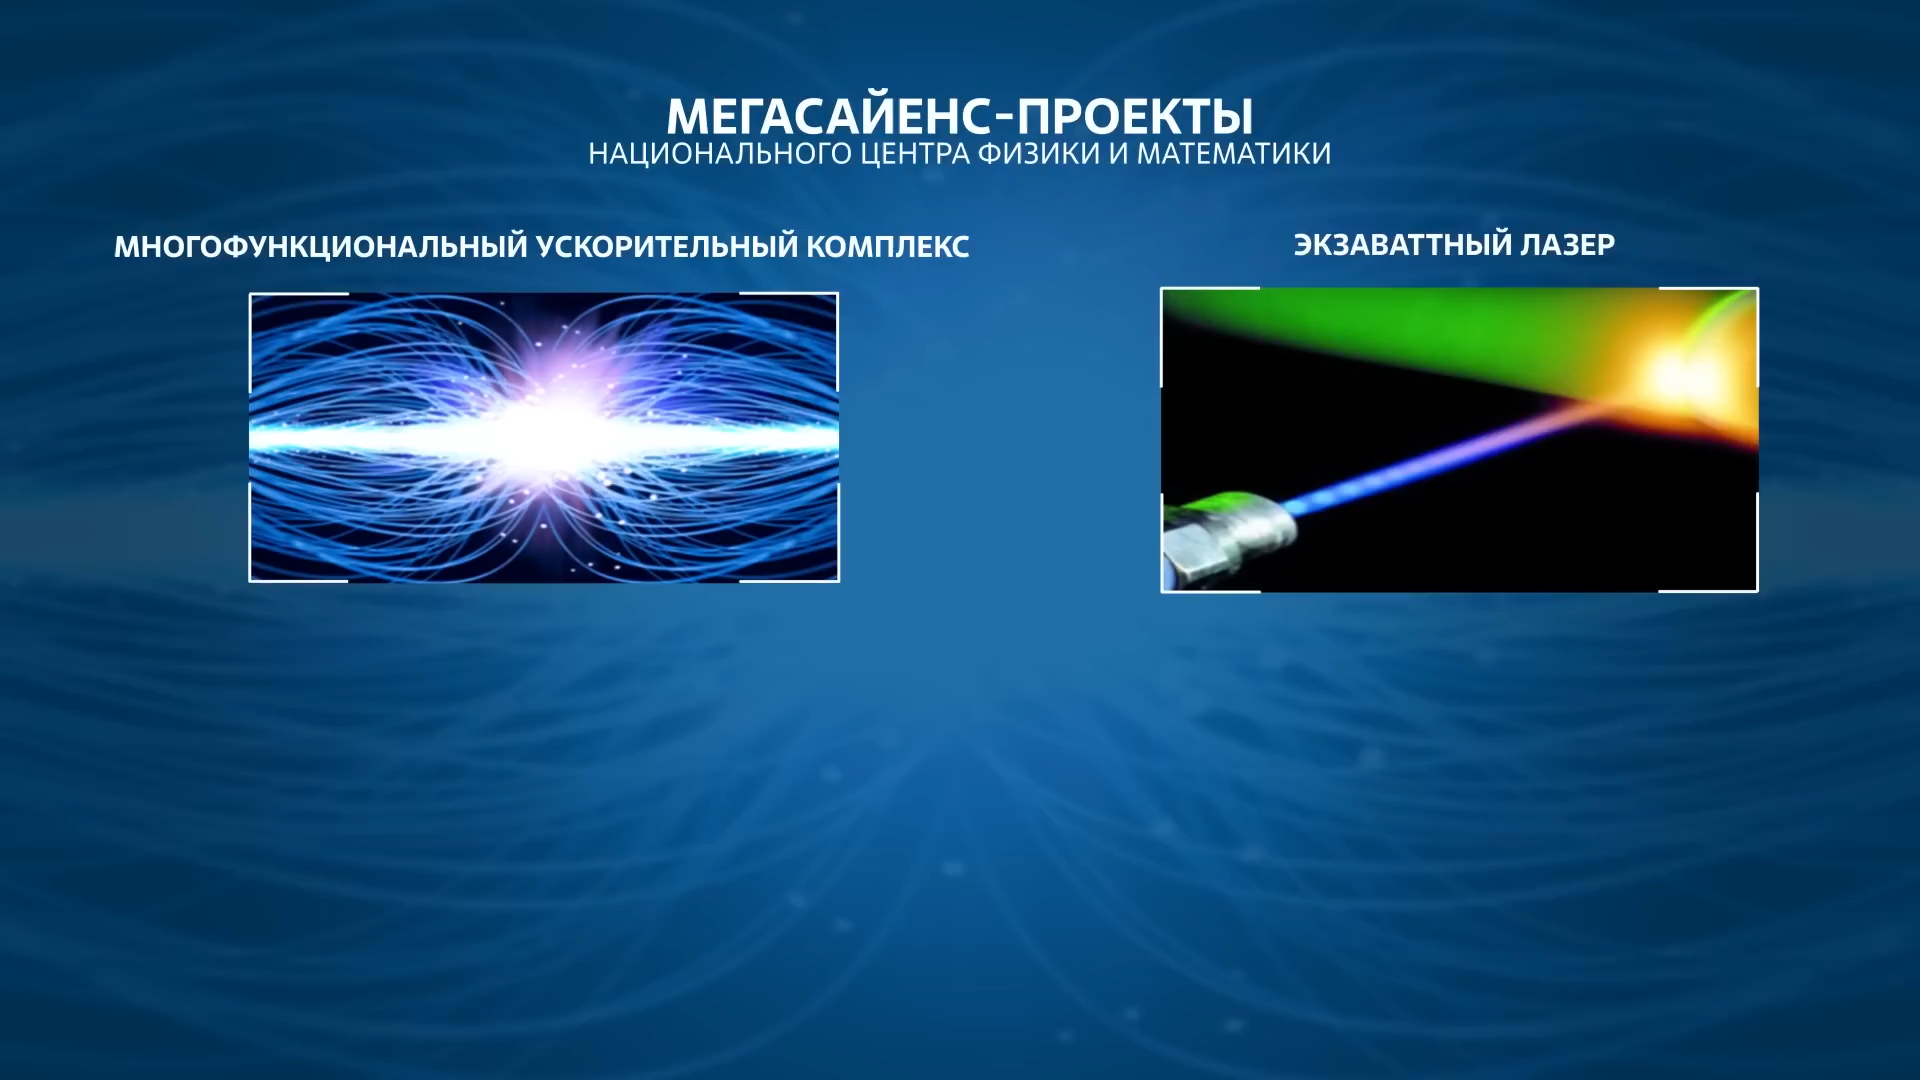 МЕГАСАЙЕНС-ПРОЕКТЫ
НАЦИОНАЛЬНОГО ЦЕНТРА ФИЗИКИ И МАТЕМАТИКИ
МНОГОФУНКЦИОНАЛЬНЫЙ УСКОРИТЕЛЬНЫЙ КОМПЛЕКС
ЭКЗАВАТТНЫЙ ЛАЗЕР